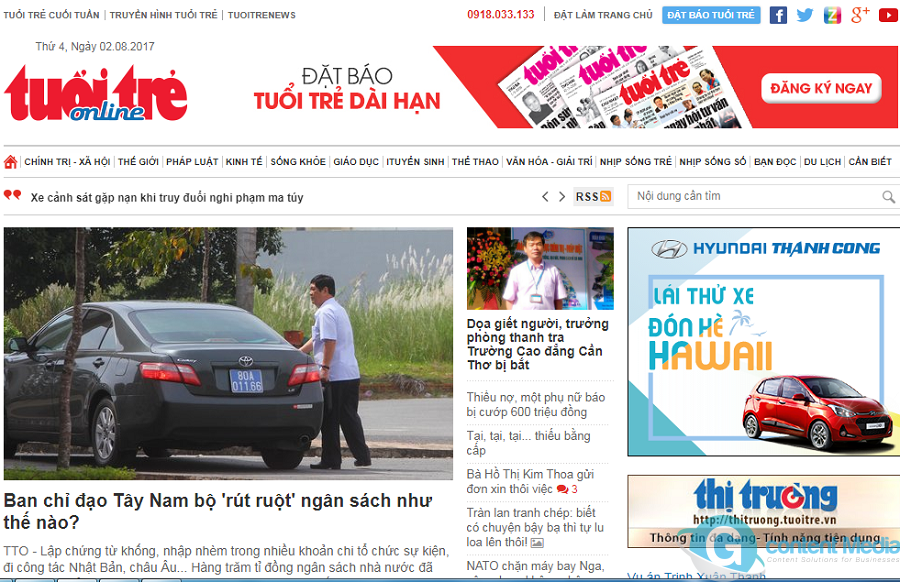 TUỔI TRẺ CUỐI TUẦN | TRUYỀN HÌNH TUỔI TRẺ | TUOITRENEWS
0918.033.133 | ĐẶT LÀM TRANG CHỦ ĐẶT BÁO TUỔI TRẺ
Thứ 4, Ngày 02.08.2017
tuổi trẻ
online
ĐẶT BÁO
TUỔI TRẺ DÀI HẠN
tuổi trẻ
tuổi trẻ
tuổi trẻ
ĐĂNG KÝ NGAY
CHÍNH TRỊ - XÃ HỘI | THẾ GIỚI | PHÁP LUẬT | KINH TẾ | SỐNG KHỎE | GIÁO DỤC | ITUYỂN SINH | THỂ THAO | VĂN HÓA - GIẢI TRÍ | NHỊP SỐNG TRẺ | NHỊP SỐNG SỐ | BẠN ĐỌC | DU LỊCH | CẦN BIẾT
Xe cảnh sát gặp nạn khi truy đuổi nghi phạm ma túy
RSS
Nội dung cần tìm
80A
01166
Ban chỉ đạo Tây Nam bộ 'rút ruột' ngân sách như
thế nào?
TTO - Lập chứng từ khống, nhập nhèm trong nhiều khoản chi tổ chức sự kiện,
đi công tác Nhật Bản, châu Âu... Hàng trăm tỉ đồng ngân sách nhà nước đã
Dọa giết người, trưởng
phòng thanh tra
Trường Cao đẳng Cần
Thơ bị bắt
Thiếu nợ, một phụ nữ báo
bị cướp 600 triệu đồng
Tại, tại, tại... thiếu bằng
cấp
Bà Hồ Thị Kim Thoa gửi
đơn xin thôi việc 3
Tràn lan tranh chép: biết
có chuyện bậy bạ thì tự lu
loa lên thôi!
NATO chặn máy bay Nga,
HYUNDAI THANH CONG
LÁI THỬ XE
ĐÓN HÈ
HAWAII
thị trường
http://thitruong.tuoitre.vn
Thông tin đa dạng- Tính năng tiện dụng
Content Media
Content Solutions for Businesses
Vụ án Trịnh Xuân Thanh